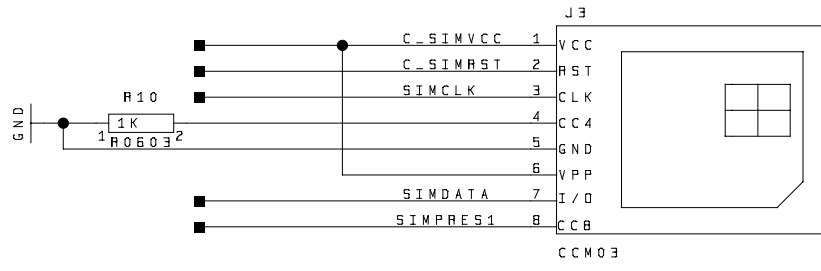 J3
C_SIMVCC 1 VCC
C_SIMRST 2 RST
SIMCLK 3 CLK
R10
GND 1 1K 2 4 CC4
R0603 5 GND
6 VPP
SIMDATA 7 I/O
SIMPRES1 8 CC8
CCM03